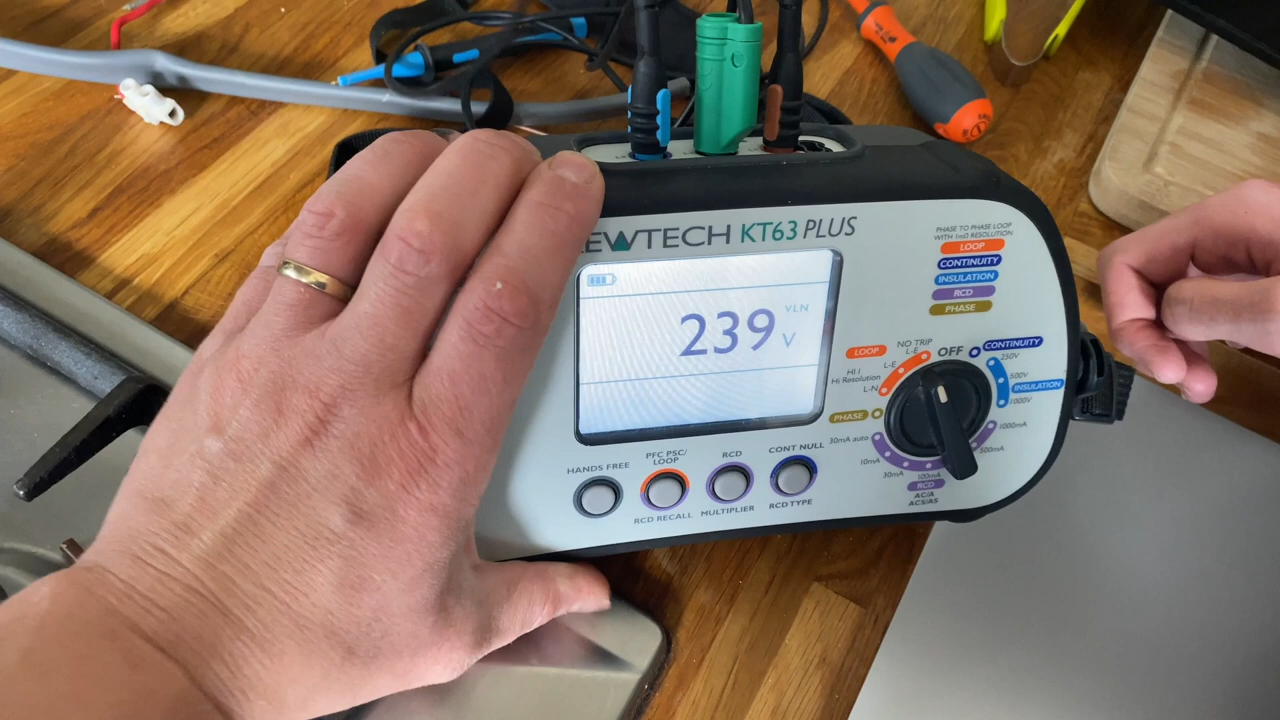 EWTECH KT63 PLUS
239
VLN
V
PHASE TO PHASE LOOP
WITH 1mΩ RESOLUTION
LOOP
CONTINUITY
INSULATION
RCD
PHASE
LOOP
NO TRIP
L-E
OFF
CONTINUITY
250V
L-E
HI I
Hi Resolution
L-N
500V
INSULATION
1000V
PHASE
30mA auto
1000mA
10mA
500mA
30mA
100mA
RCD
AC/A
ACS/AS
HANDS FREE
PFC PSC/
LOOP
RCD
CONT NULL
RCD RECALL
MULTIPLIER
RCD TYPE